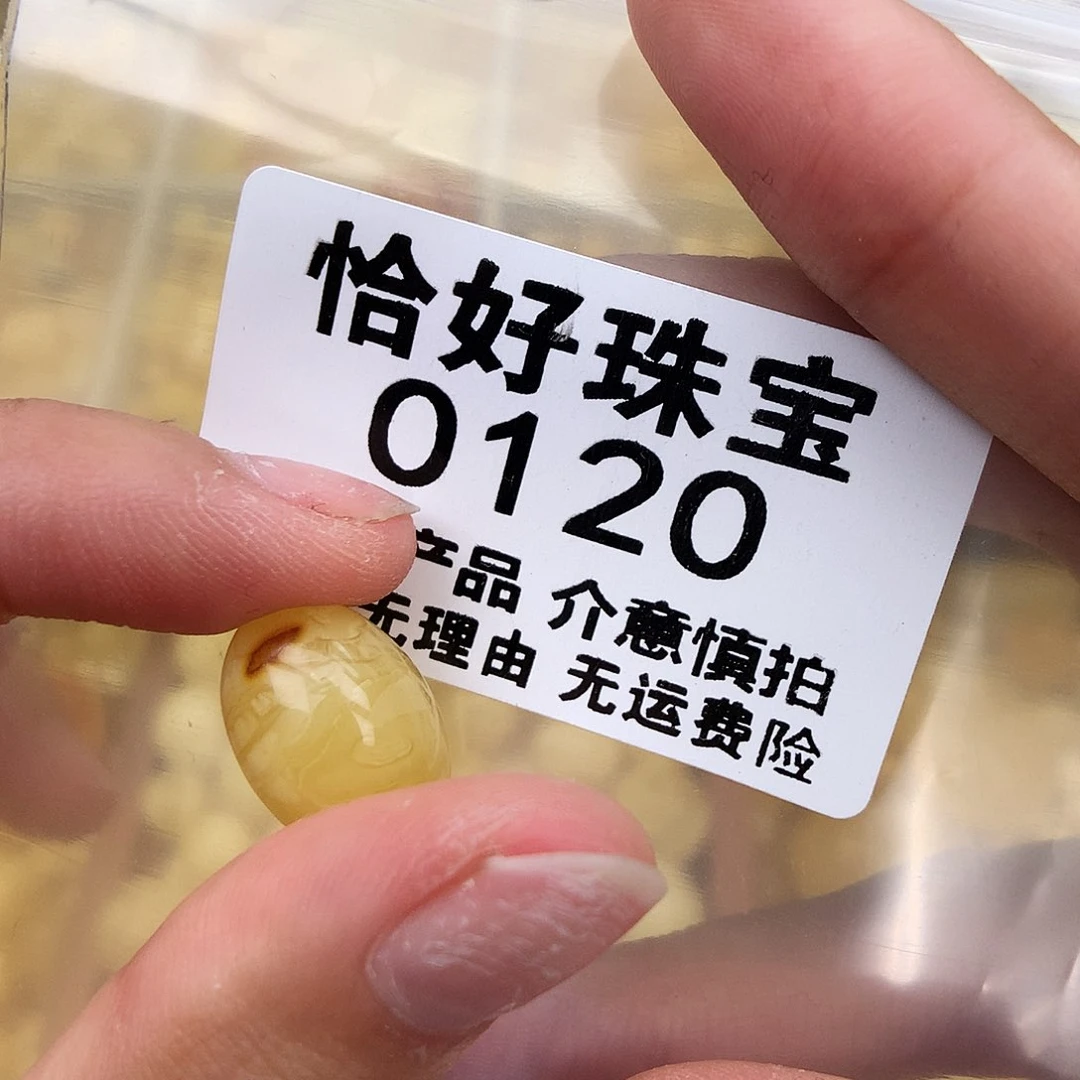 恰好珠宝
0120
产品 介意慎拍
无理由 无运费险